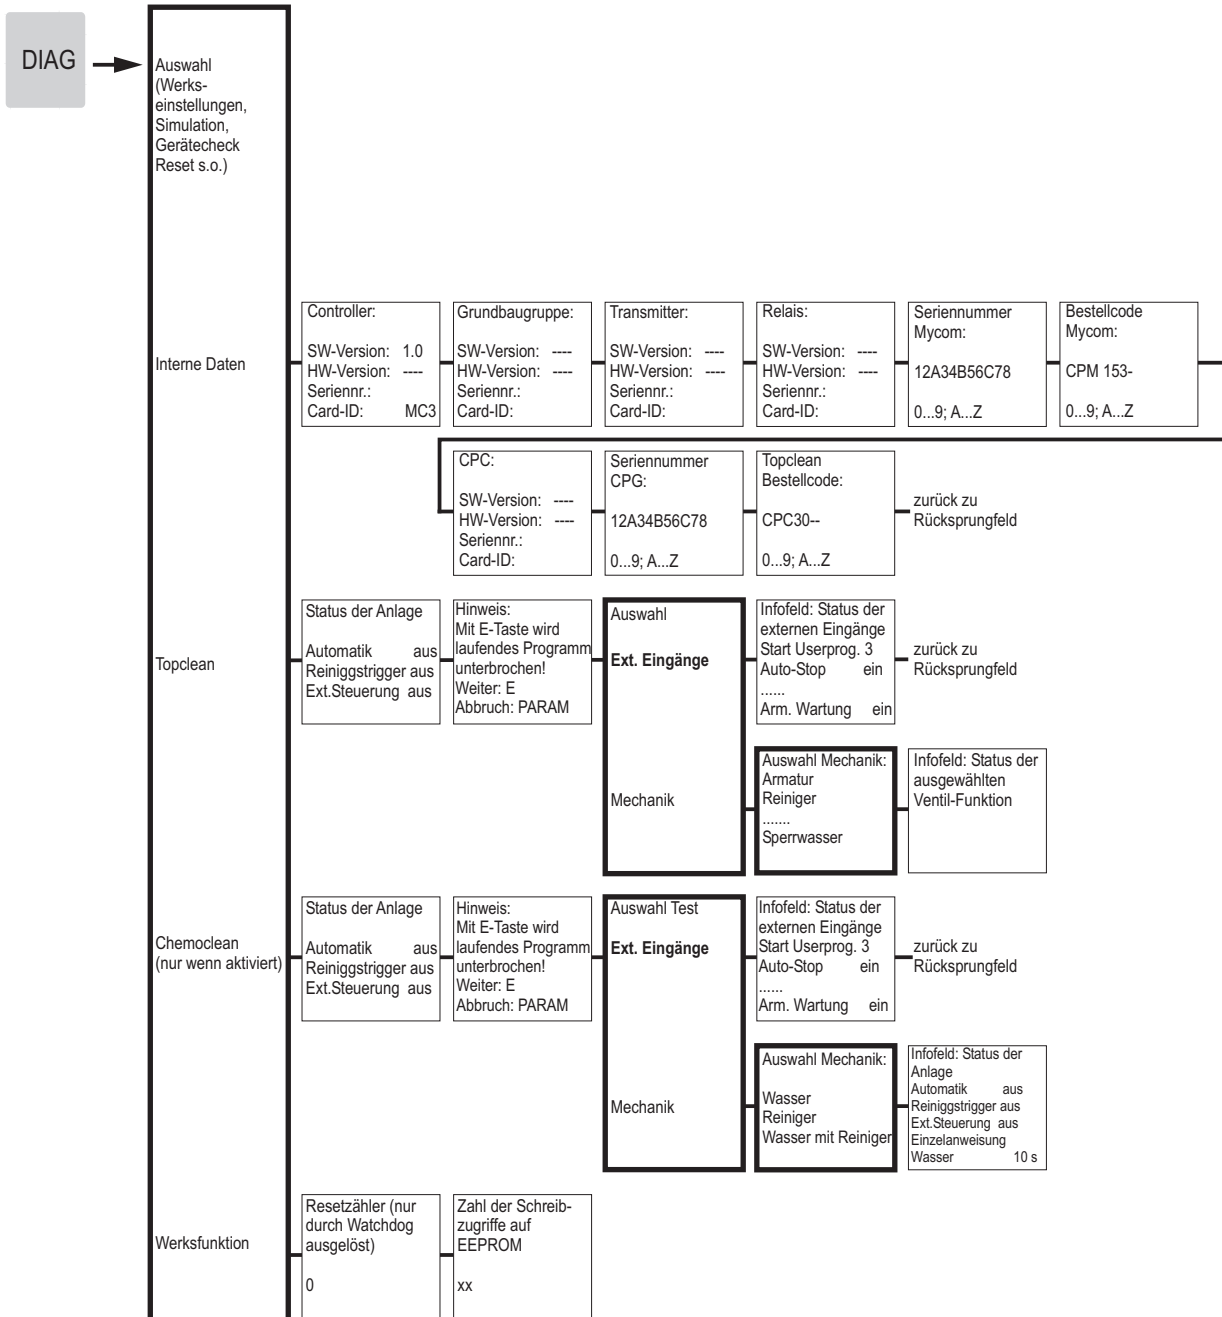 DIAG
Auswahl
(Werks-
einstellungen,
Simulation,
Gerätecheck
Reset s.o.)
Interne Daten
Controller:
SW-Version: 1.0
HW-Version: ----
Seriennr.:
Card-ID: MC3
Grundbaugruppe:
SW-Version: ----
HW-Version: ----
Seriennr.:
Card-ID:
Transmitter:
SW-Version: ----
HW-Version: ----
Seriennr.:
Card-ID:
Relais:
SW-Version: ----
HW-Version: ----
Seriennr.:
Card-ID:
Seriennummer
Mycom:
12A34B56C78
0...9; A...Z
Bestellcode
Mycom:
CPM 153-
0...9; A...Z
CPC:
SW-Version: ----
HW-Version: ----
Seriennr.:
Card-ID:
Seriennummer
CPG:
12A34B56C78
0...9; A...Z
Topclean
Bestellcode:
CPC30--
0...9; A...Z
zurück zu
Rücksprungfeld
Topclean
Status der Anlage
Automatik aus
Reiniggstrigger aus
Ext.Steuerung aus
Hinweis:
Mit E-Taste wird
laufendes Programm
unterbrochen!
Weiter: E
Abbruch: PARAM
Auswahl
Ext. Eingänge
Mechanik
Infofeld: Status der
externen Eingänge
Start Userprog. 3
Auto-Stop ein
......
Arm. Wartung ein
zurück zu
Rücksprungfeld
Auswahl Mechanik:
Armatur
Reiniger
.......
Sperrwasser
Infofeld: Status der
ausgewählten
Ventil-Funktion
Chemoclean
(nur wenn aktiviert)
Status der Anlage
Automatik aus
Reiniggstrigger aus
Ext.Steuerung aus
Hinweis:
Mit E-Taste wird
laufendes Programm
unterbrochen!
Weiter: E
Abbruch: PARAM
Auswahl Test
Ext. Eingänge
Mechanik
Infofeld: Status der
externen Eingänge
Start Userprog. 3
Auto-Stop ein
......
Arm. Wartung ein
zurück zu
Rücksprungfeld
Auswahl Mechanik:
Wasser
Reiniger
Wasser mit Reiniger
Infofeld: Status der
Anlage
Automatik aus
Reiniggstrigger aus
Ext.Steuerung aus
Einzelanweisung
Wasser 10 s
Werksfunktion
Resetzähler (nur
durch Watchdog
ausgelöst)
0
Zahl der Schreib-
zugriffe auf
EEPROM
xx